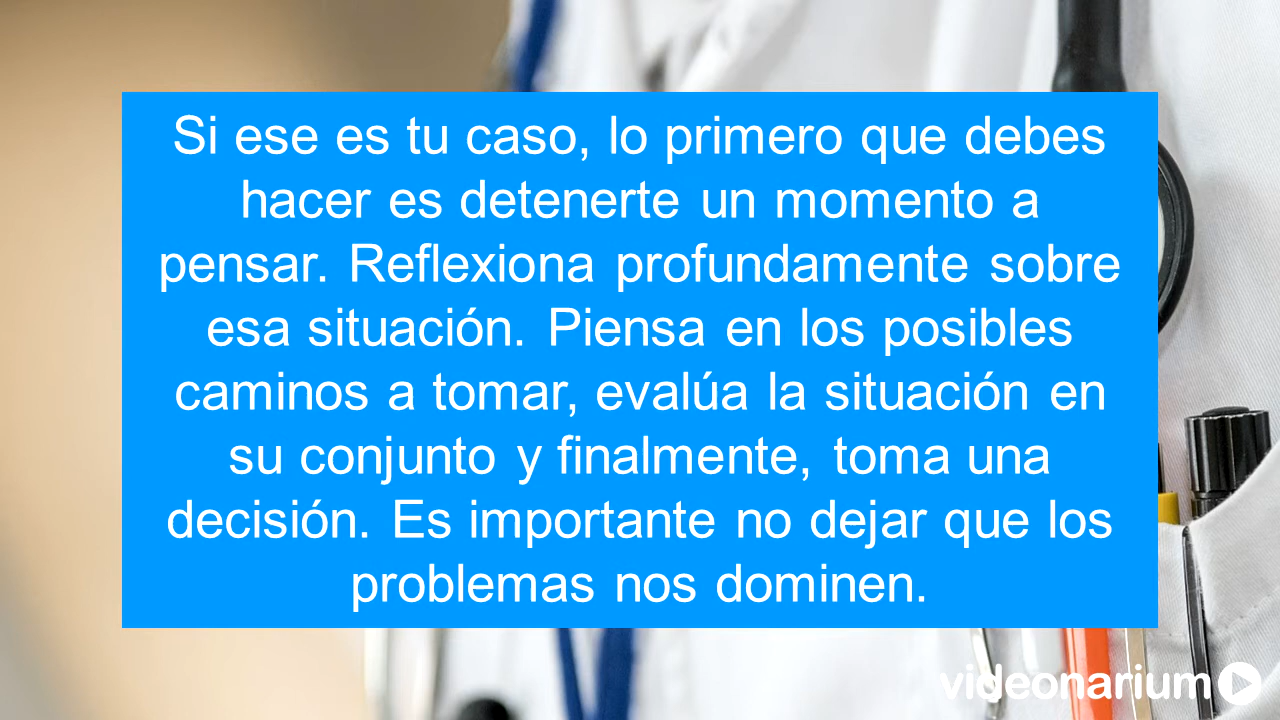 Si ese es tu caso, lo primero que debes
hacer es detenerte un momento a
pensar. Reflexiona profundamente sobre
esa situación. Piensa en los posibles
caminos a tomar, evalúa la situación en
su conjunto y finalmente, toma una
decisión. Es importante no dejar que los
problemas nos dominen.
videonarium